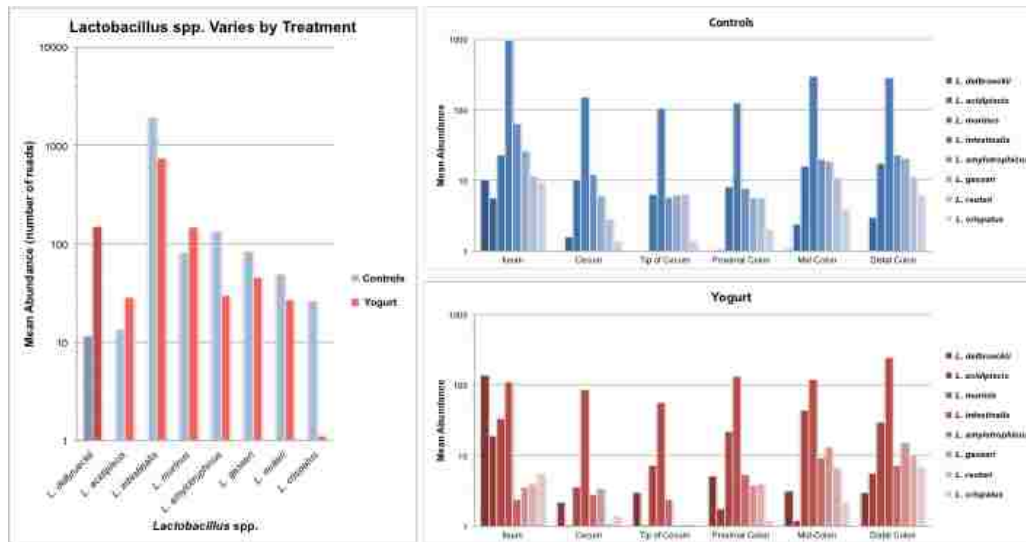 Lactobacillus spp. Varies by Treatment
10000
1000
100
10
1
Mean Abundance (number of reads)
Controls
Yogurt
L. delbrueckii
L. acidipiscis
L. intestinalis
L. murinus
L. amylotrophicus
L. gasseri
L. reuteri
L. crispatus
Lactobacillus spp.
Controls
1000
100
10
1
Mean Abundance
Ileum
Cecum
Tip of Cecum
Proximal Colon
Mid Colon
Distal Colon
L. delbrueckii
L. acidipiscis
L. murinus
L. intestinalis
L. amylotrophicus
L. gasseri
L. reuteri
L. crispatus
Yogurt
1000
100
10
1
Mean Abundance
Ileum
Cecum
Tip of Cecum
Proximal Colon
Mid-Colon
Distal Colon
L. delbrueckii
L. acidipiscis
L. murinus
L. intestinalis
L. amylotrophicus
L. gasseri
L. reuteri
L. crispatus